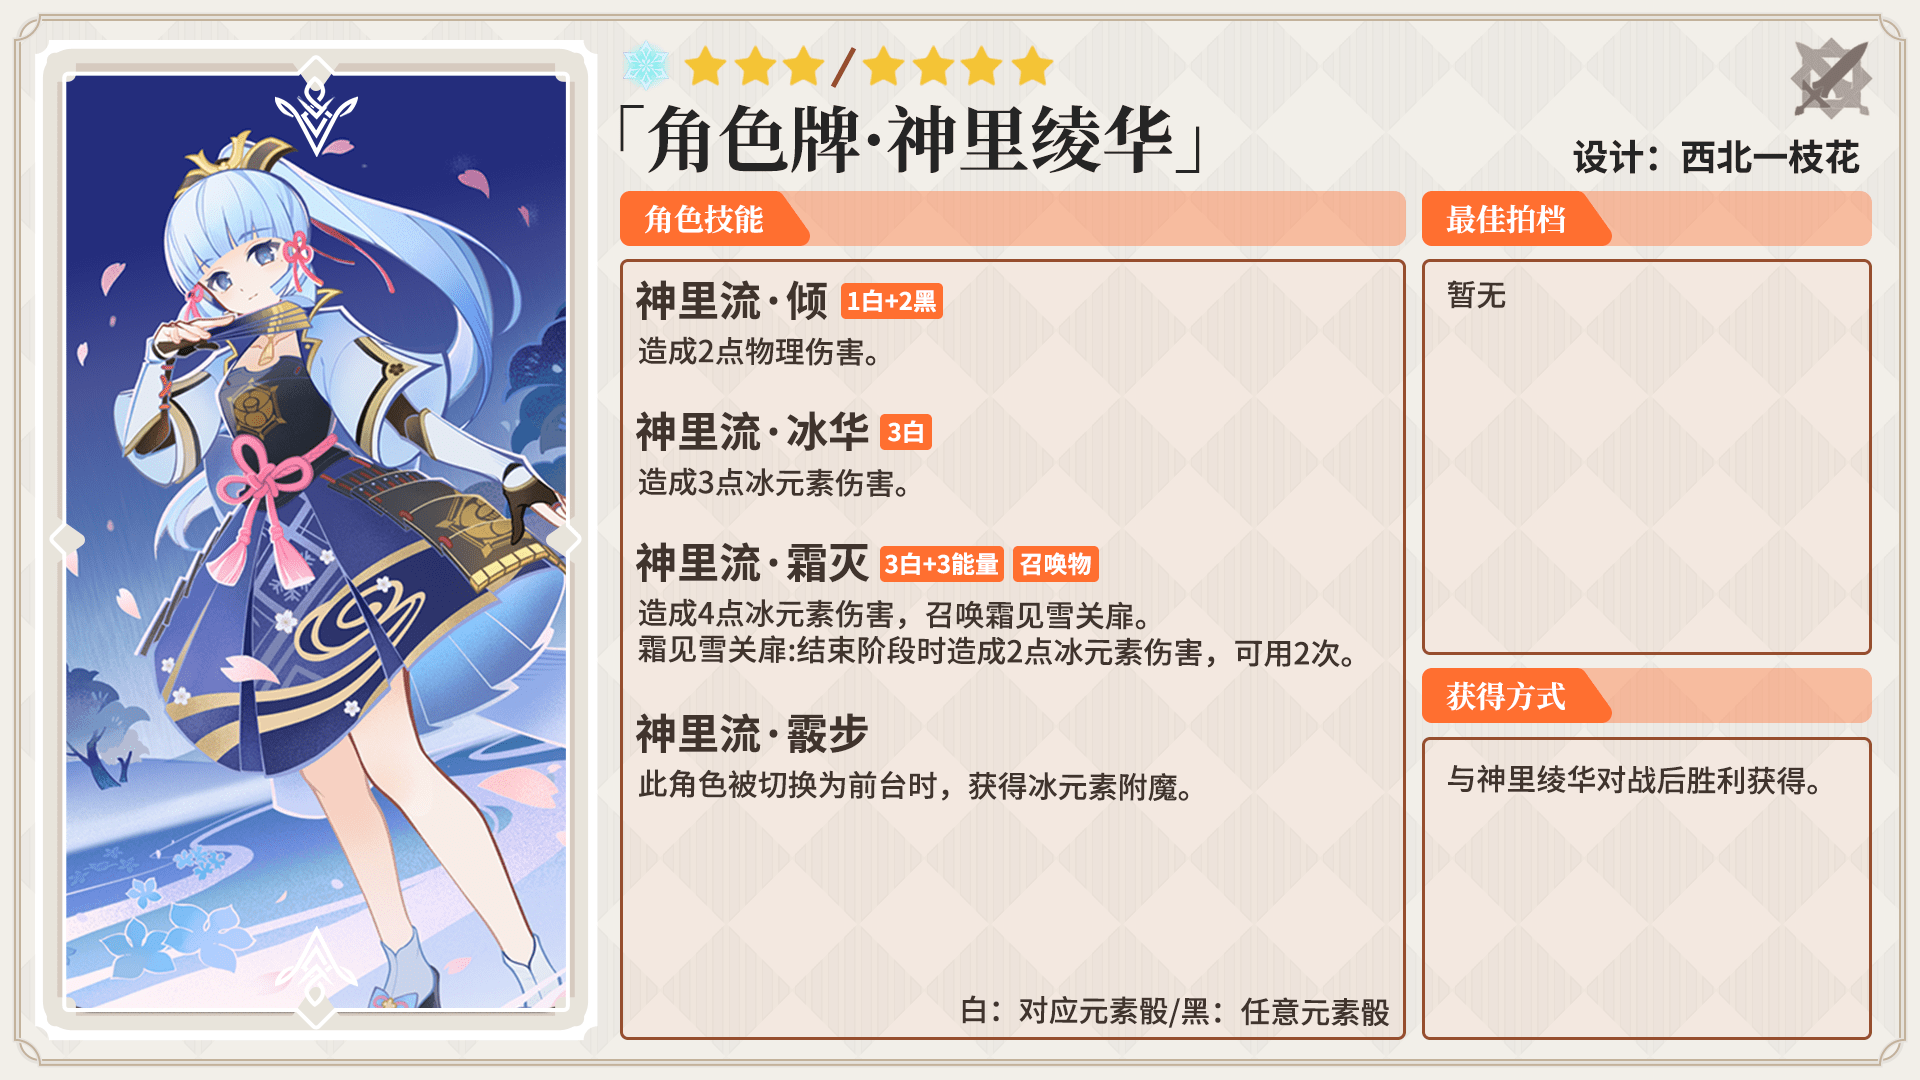 「角色牌·神里绫华」
设计：西北一枝花
角色技能
神里流·倾 1白+2黑
造成2点物理伤害。
神里流·冰华 3白
造成3点冰元素伤害。
神里流·霜灭 3白+3能量 召唤物
造成4点冰元素伤害，召唤霜见雪关扉。
霜见雪关扉:结束阶段时造成2点冰元素伤害，可用2次。
神里流·霰步
此角色被切换为前台时，获得冰元素附魔。
白：对应元素骰/黑：任意元素骰
最佳拍档
暂无
获得方式
与神里绫华对战后胜利获得。